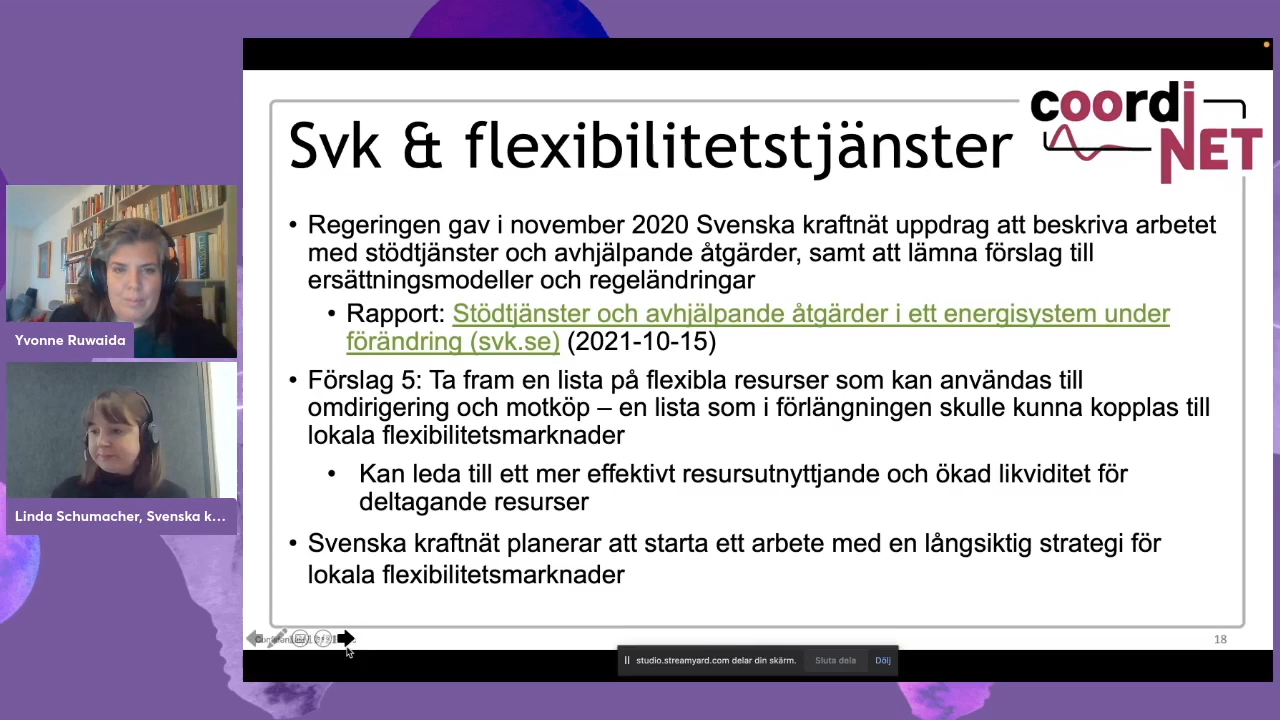 coordi
NET
Svk & flexibilitetstjänster
• Regeringen gav i november 2020 Svenska kraftnät uppdrag att beskriva arbetet
med stödtjänster och avhjälpande åtgärder, samt att lämna förslag till
ersättningsmodeller och regeländringar
• Rapport: Stödtjänster och avhjälpande åtgärder i ett energisystem under
förändring (svk.se) (2021-10-15)
• Förslag 5: Ta fram en lista på flexibla resurser som kan användas till
omdirigering och motköp – en lista som i förlängningen skulle kunna kopplas till
lokala flexibilitetsmarknader
• Kan leda till ett mer effektivt resursutnyttjande och ökad likviditet för
deltagande resurser
• Svenska kraftnät planerar att starta ett arbete med en långsiktig strategi för
lokala flexibilitetsmarknader
18
Yvonne Ruwaida
Linda Schumacher, Svenska k...
studio.streamyard.com delar din skärm.
Sluta dela
Dölj